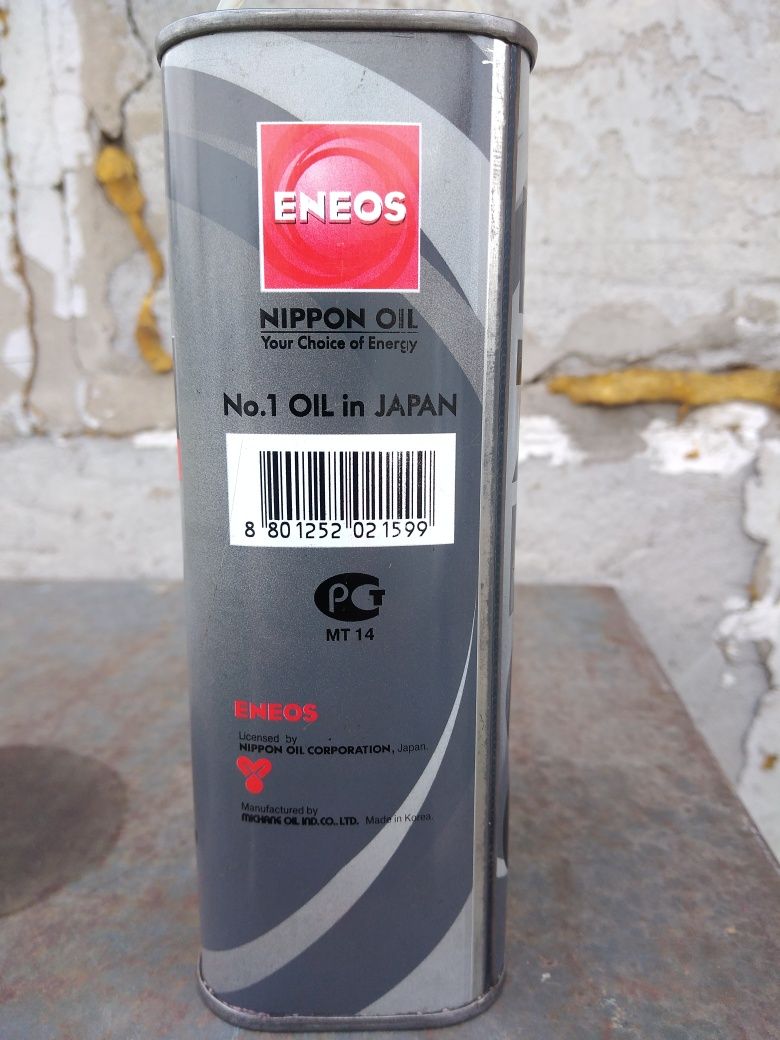 ENEOS
NIPPON OIL
Your Choice of Energy
No.1 OIL in JAPAN
8 801252 021599
РСТ
MT 14
ENEOS
Licensed by
NIPPON OIL CORPORATION, Japan.
Manufactured by
MICHANG OIL IND. CO., LTD. Made in Korea.